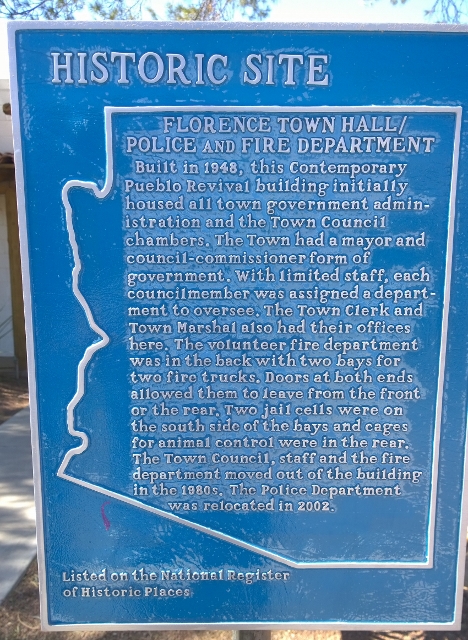 HISTORIC SITE
FLORENCE TOWN HALL/
POLICE AND FIRE DEPARTMENT
Built in 1948, this Contemporary
Pueblo Revival building initially
housed all town government admin-
istration and the Town Council
chambers. The Town had a mayor and
council-commissioner form of
government. With limited staff, each
councilmember was assigned a depart-
ment to oversee. The Town Clerk and
Town Marshal also had their offices
here. The volunteer fire department
was in the back with two bays for
two fire trucks. Doors at both ends
allowed them to leave from the front
or the rear. Two jail cells were on
the south side of the bays and cages
for animal control were in the rear.
The Town Council, staff and the fire
department moved out of the building
in the 1980s. The Police Department
was relocated in 2002.
Listed on the National Register
of Historic Places